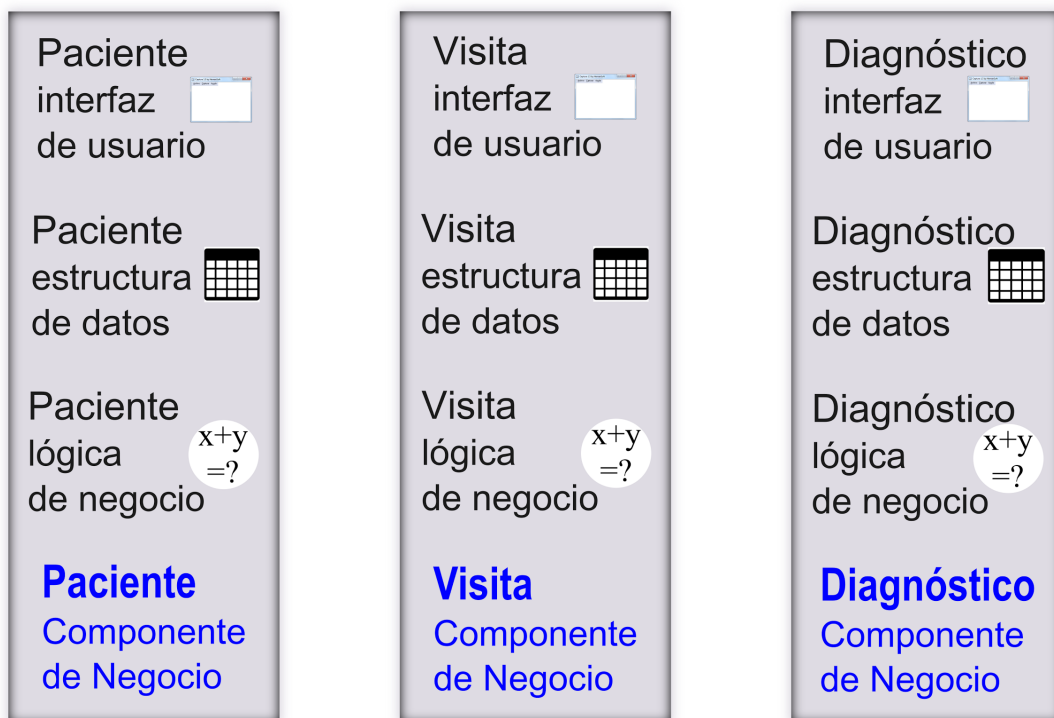 Paciente
interfaz
de usuario
Paciente
estructura
de datos
Paciente
lógica
x+y
=?
de negocio
Paciente
Componente
de Negocio
Visita
interfaz
de usuario
Visita
estructura
de datos
Visita
lógica
x+y
=?
de negocio
Visita
Componente
de Negocio
Diagnóstico
interfaz
de usuario
Diagnóstico
estructura
de datos
Diagnóstico
lógica
x+y
=?
de negocio
Diagnóstico
Componente
de Negocio